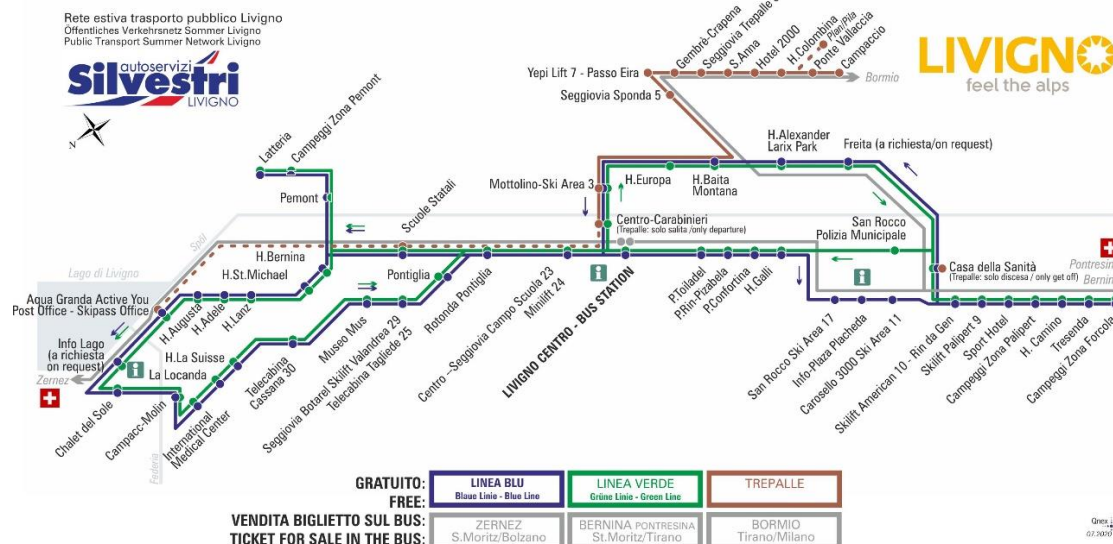 Rete estiva trasporto pubblico Livigno
Öffentliches Verkehrsnetz Sommer Livigno
Public Transport Summer Network Livigno
autoservizi
Silvestri
LIVIGNO
N
LIVIGNO
feel the alps
Gembrè-Crapena
Seggiovia Trepalle
S.Anna
Hotel 2000
H.Colombina
Plan/Pila
Ponte Vallaccia
Campaccio
Bormio
Yepi Lift 7 - Passo Eira
Seggiovia Sponda 5
Latteria
Campeggi Zona Pemont
Pemont
Scuole Statali
Mottolino-Ski Area 3
H.Europa
H.Baita
Montana
H.Alexander
Larix Park
Freita (a richiesta/on request)
Centro-Carabinieri
(Trepalle: solo salita /only departure)
San Rocco
Polizia Municipale
Casa della Sanità
(Trepalle: solo discesa / only get off)
Pontresina
Bernina
Spöl
Lago di Livigno
H.Bernina
H.St.Michael
Aqua Granda Active You
Post Office - Skipass Office
H.Augusta
H.Adele
H.Lanz
Info Lago
(a richiesta
on request)
Zernez
H.La Suisse
La Locanda
Chalet del Sole
Campacc-Molin
Federia
International
Medical Center
Telecabina
Cassana 30
Museo Mus
Seggiovia Botarel Skilift Valandrea 29
Telecabina Tagliede 25
Pontiglia
Rotonda Pontiglia
Centro –Seggiovia Campo Scuola 23
Minilift 24
i
i
i
LIVIGNO CENTRO - BUS STATION
P.Toiladel
P.Rin-Pizabela
P.Confortina
H.Galli
San Rocco Ski Area 17
Info-Plaza Placheda
Carosello 3000 Ski Area 11
Skilift American 10 - Rin da Gen
Skilift Palipert 9
Sport Hotel
Campeggi Zona Palipert
H. Camino
Tresenda
Campeggi Zona Forcola
GRATUITO:
FREE:
LINEA BLU
Blaue Linie - Blue Line
LINEA VERDE
Grüne Linie - Green Line
TREPALLE
VENDITA BIGLIETTO SUL BUS:
TICKET FOR SALE IN THE BUS:
ZERNEZ
S.Moritz/Bolzano
BERNINA PONTRESINA
St.Moritz/Tirano
BORMIO
Tirano/Milano